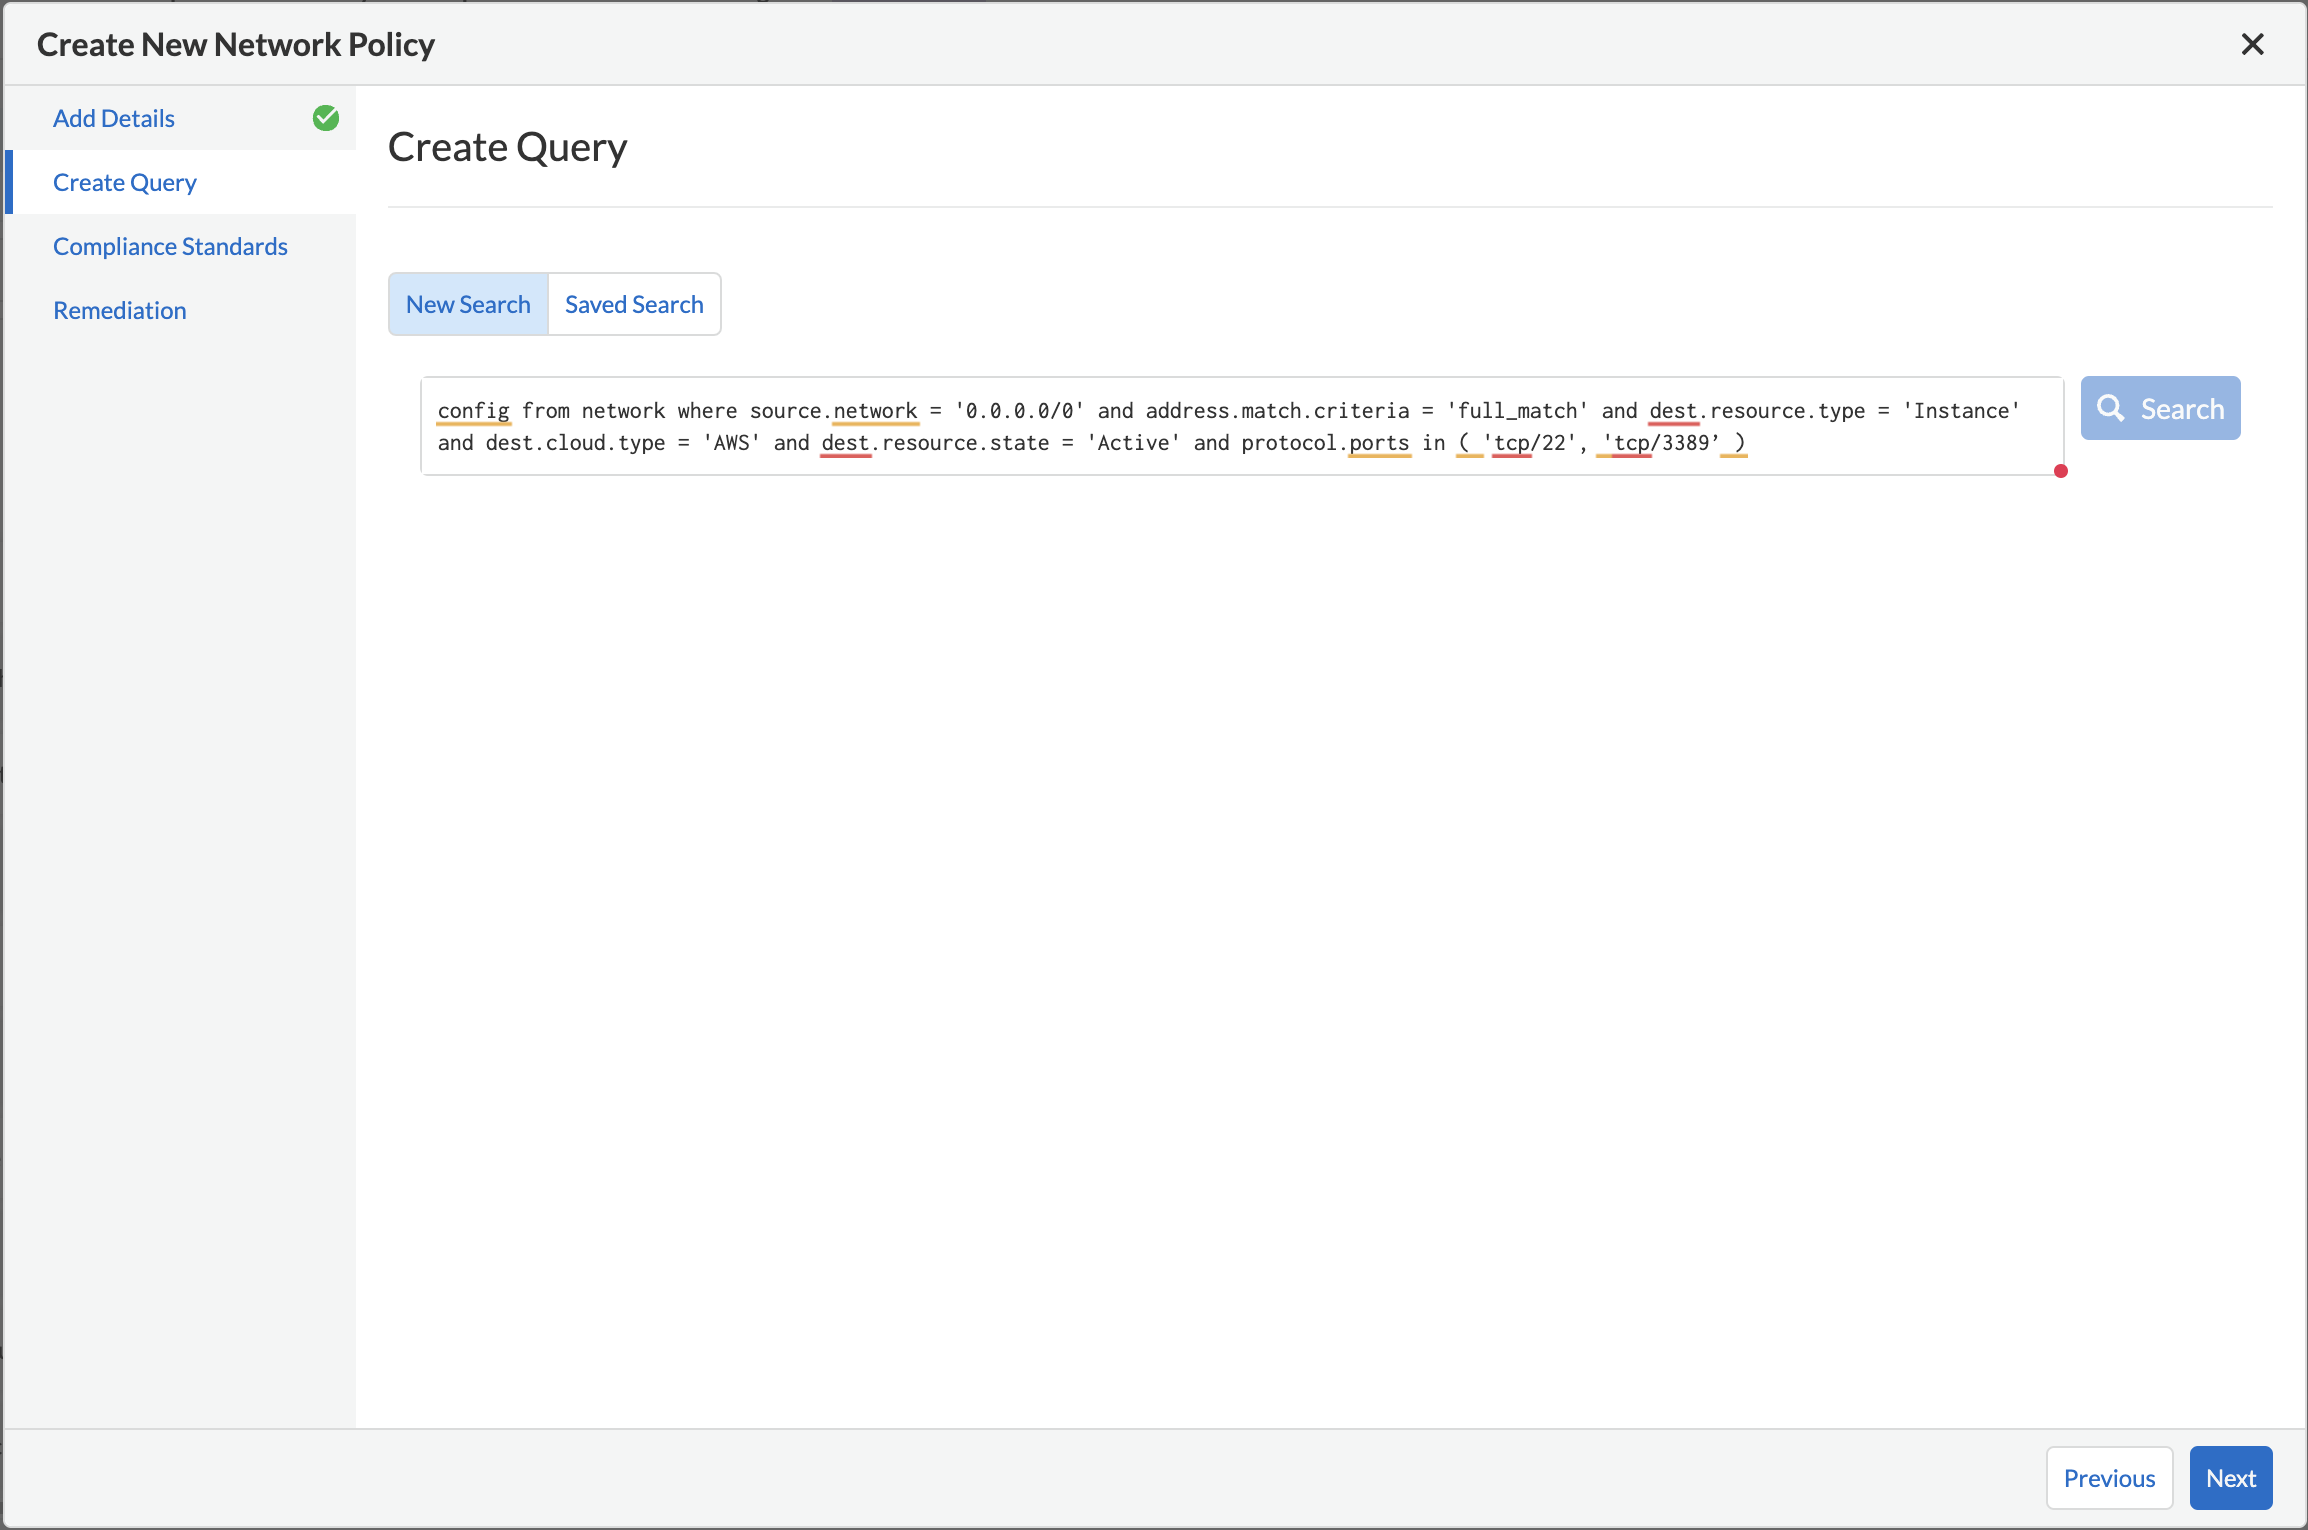 Create New Network Policy
Add Details
Create Query
Compliance Standards
Remediation
Create Query
New Search
Saved Search
config from network where source.network = '0.0.0.0/0' and address.match.criteria = 'full_match' and dest.resource.type = 'Instance'
and dest.cloud.type = 'AWS' and dest.resource.state = 'Active' and protocol.ports in ( 'tcp/22', 'tcp/3389’ )
Search
Previous
Next